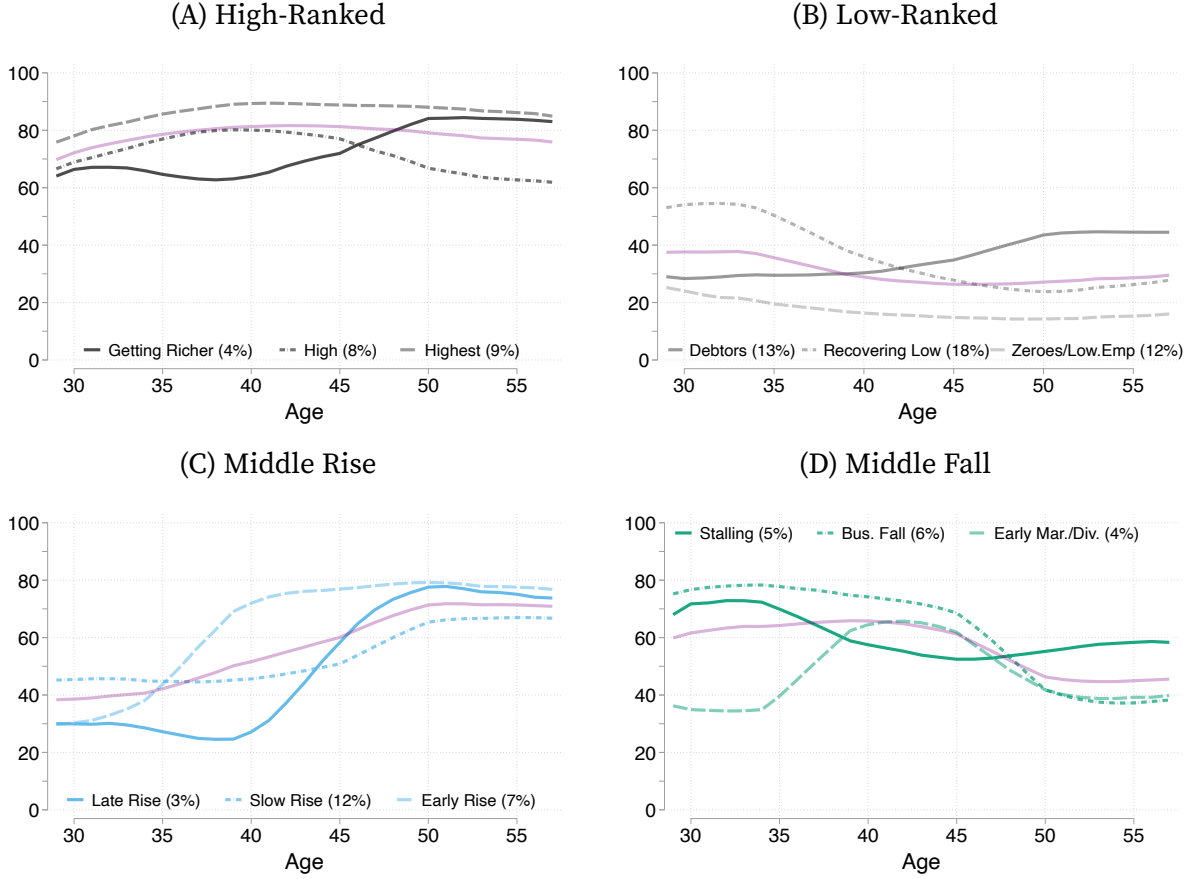 (A) High-Ranked
100
80
60
40
20
0
Getting Richer (4%) High (8%) Highest (9%)
30 35 40 45 50 55
Age
(B) Low-Ranked
100
80
60
40
20
0
Debtors (13%) Recovering Low (18%) Zeroes/Low.Emp (12%)
30 35 40 45 50 55
Age
(C) Middle Rise
100
80
60
40
20
0
Late Rise (3%) Slow Rise (12%) Early Rise (7%)
30 35 40 45 50 55
Age
(D) Middle Fall
100
80
60
40
20
0
Stalling (5%) Bus. Fall (6%) Early Mar./Div. (4%)
30 35 40 45 50 55
Age